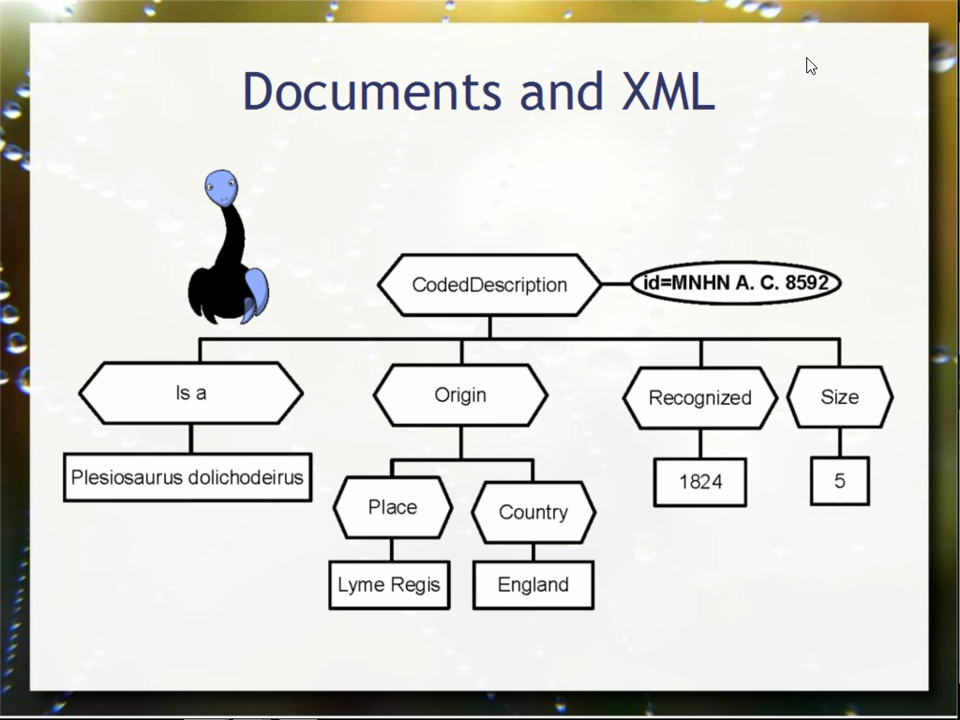 Documents and XML
CodedDescription
id=MNHN A. C. 8592
Is a
Origin
Recognized
Size
Plesiosaurus dolichodeirus
1824
5
Place
Country
Lyme Regis
England